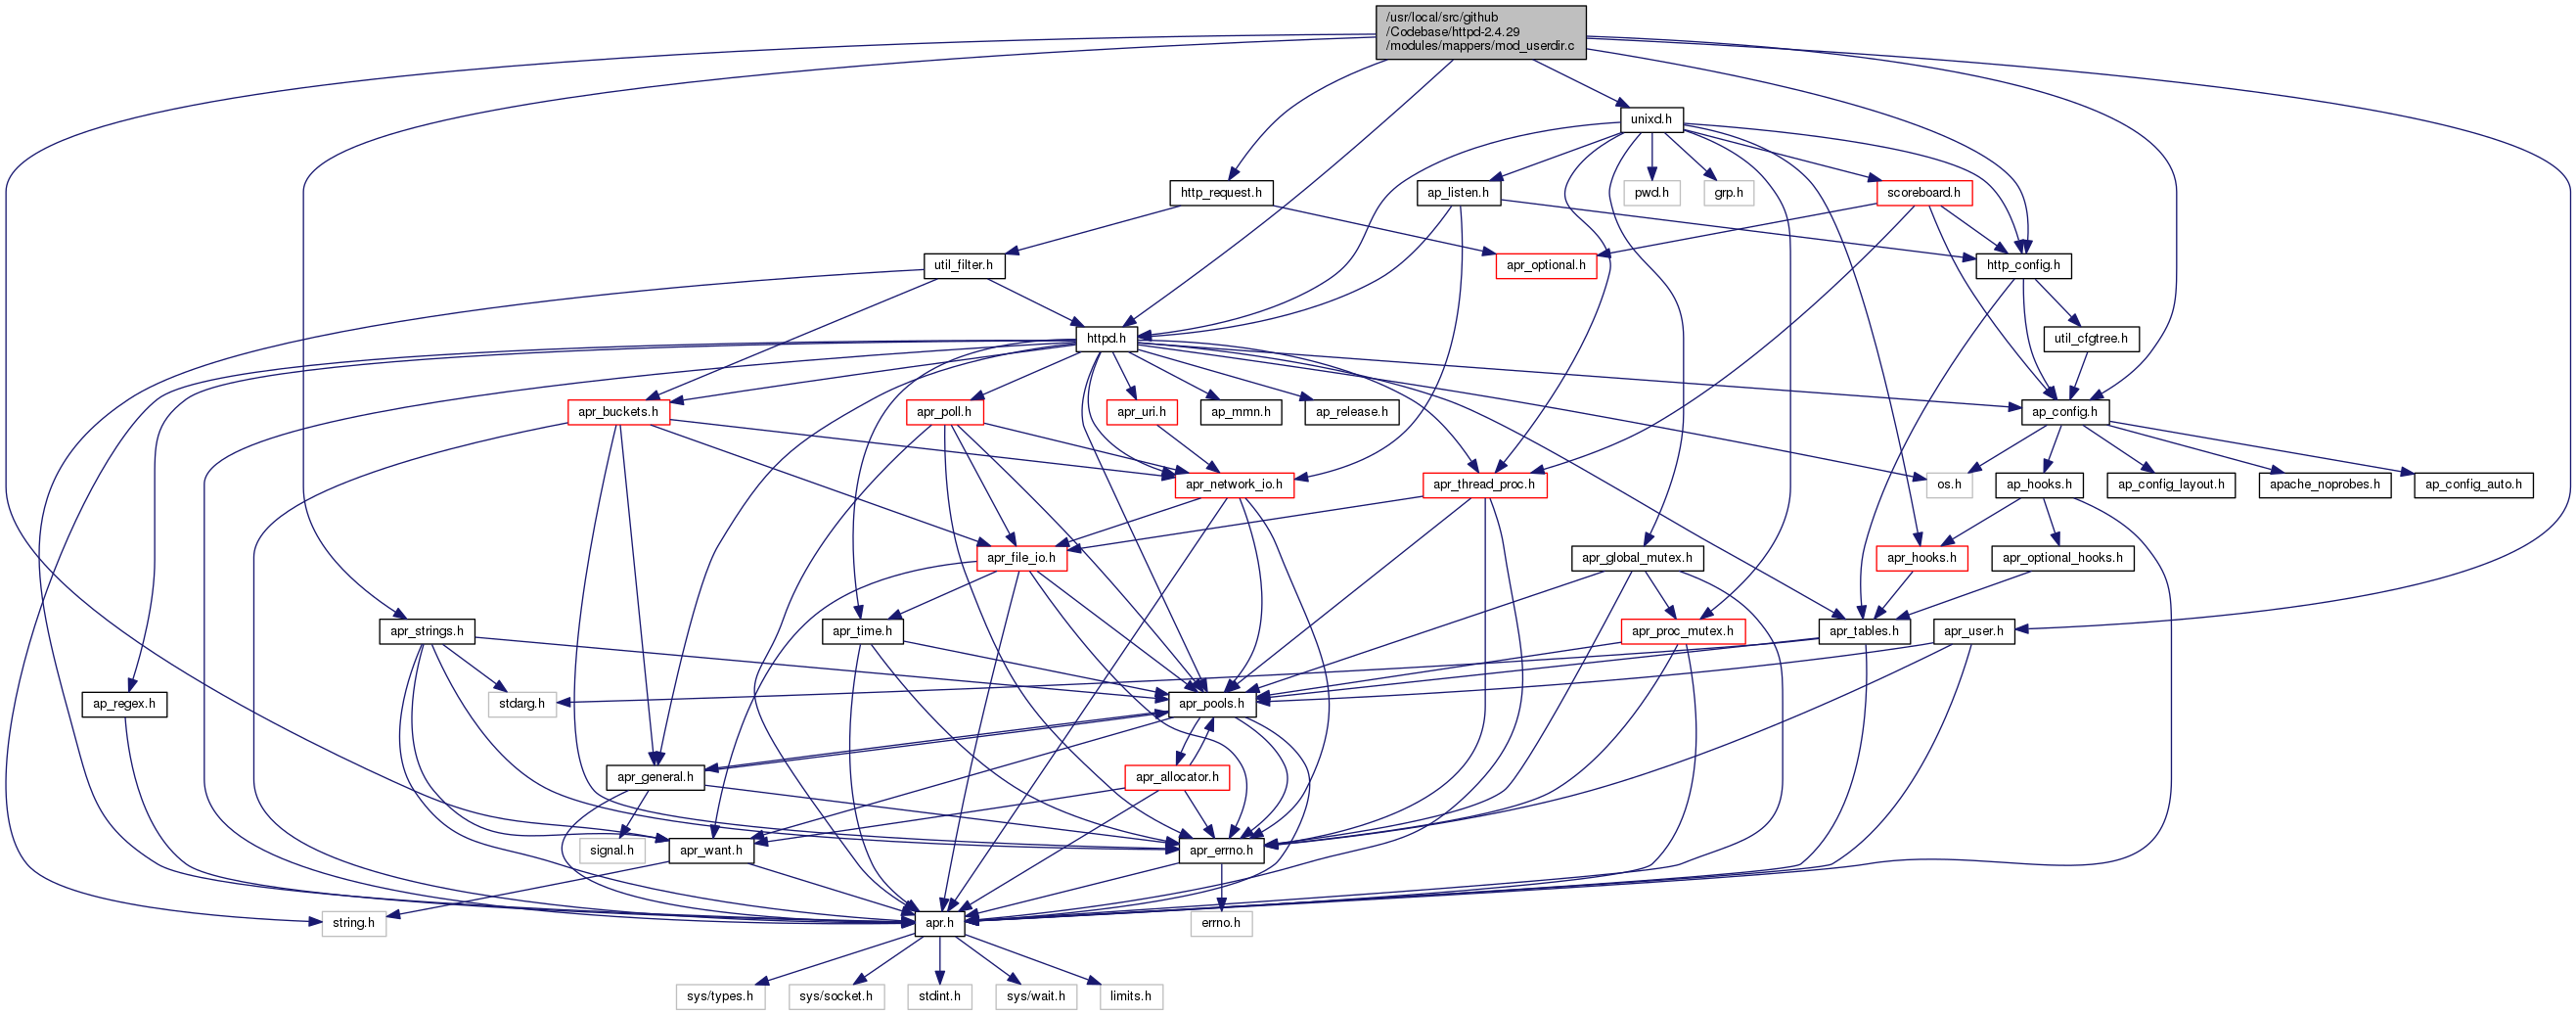 /usr/local/src/github
/Codebase/httpd-2.4.29
/modules/mappers/mod_userdir.c
unixd.h
http_request.h
ap_listen.h
pwd.h
grp.h
scoreboard.h
util_filter.h
apr_optional.h
http_config.h
httpd.h
util_cfgtree.h
apr_buckets.h
apr_poll.h
apr_uri.h
ap_mmn.h
ap_release.h
ap_config.h
apr_network_io.h
apr_thread_proc.h
os.h
ap_hooks.h
ap_config_layout.h
apache_noprobes.h
ap_config_auto.h
apr_file_io.h
apr_global_mutex.h
apr_hooks.h
apr_optional_hooks.h
apr_strings.h
apr_time.h
apr_proc_mutex.h
apr_tables.h
apr_user.h
ap_regex.h
stdarg.h
apr_pools.h
apr_general.h
apr_allocator.h
signal.h
apr_want.h
apr_errno.h
string.h
apr.h
errno.h
sys/types.h
sys/socket.h
stdint.h
sys/wait.h
limits.h